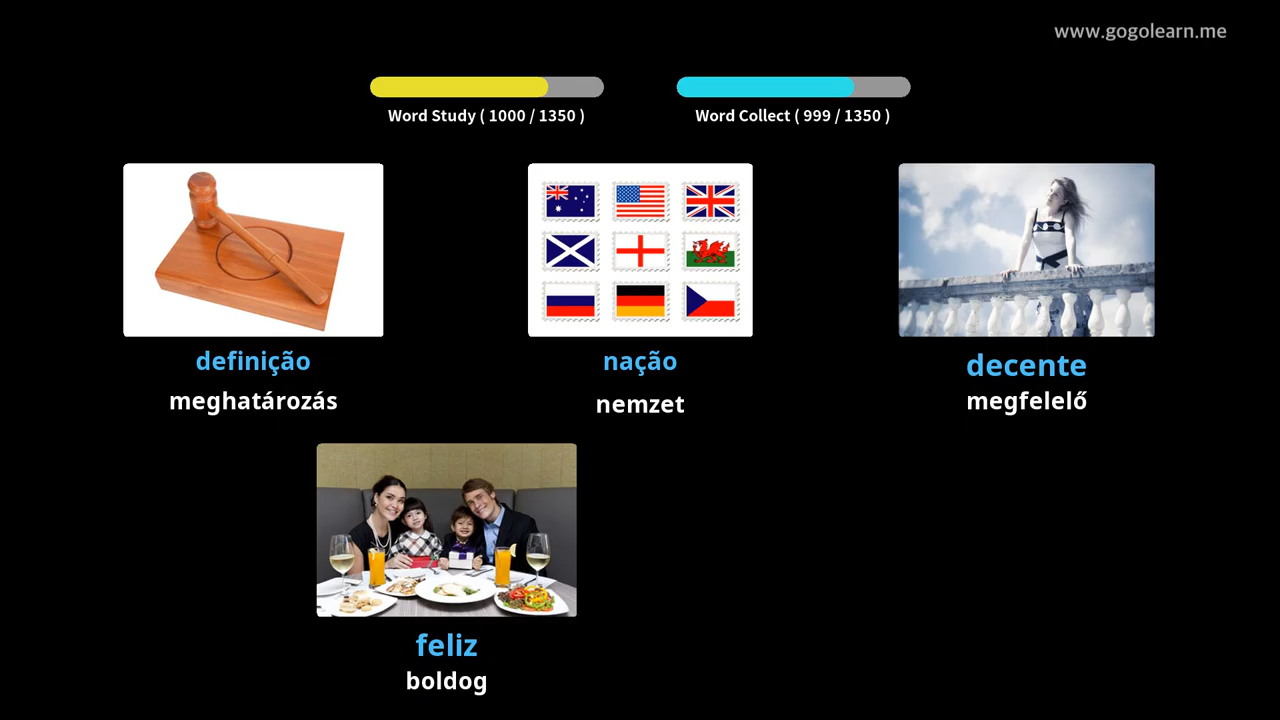 www.gogolearn.me
Word Study ( 1000 / 1350 )
Word Collect ( 999 / 1350 )
definição
meghatározás
nação
nemzet
decente
megfelelő
feliz
boldog